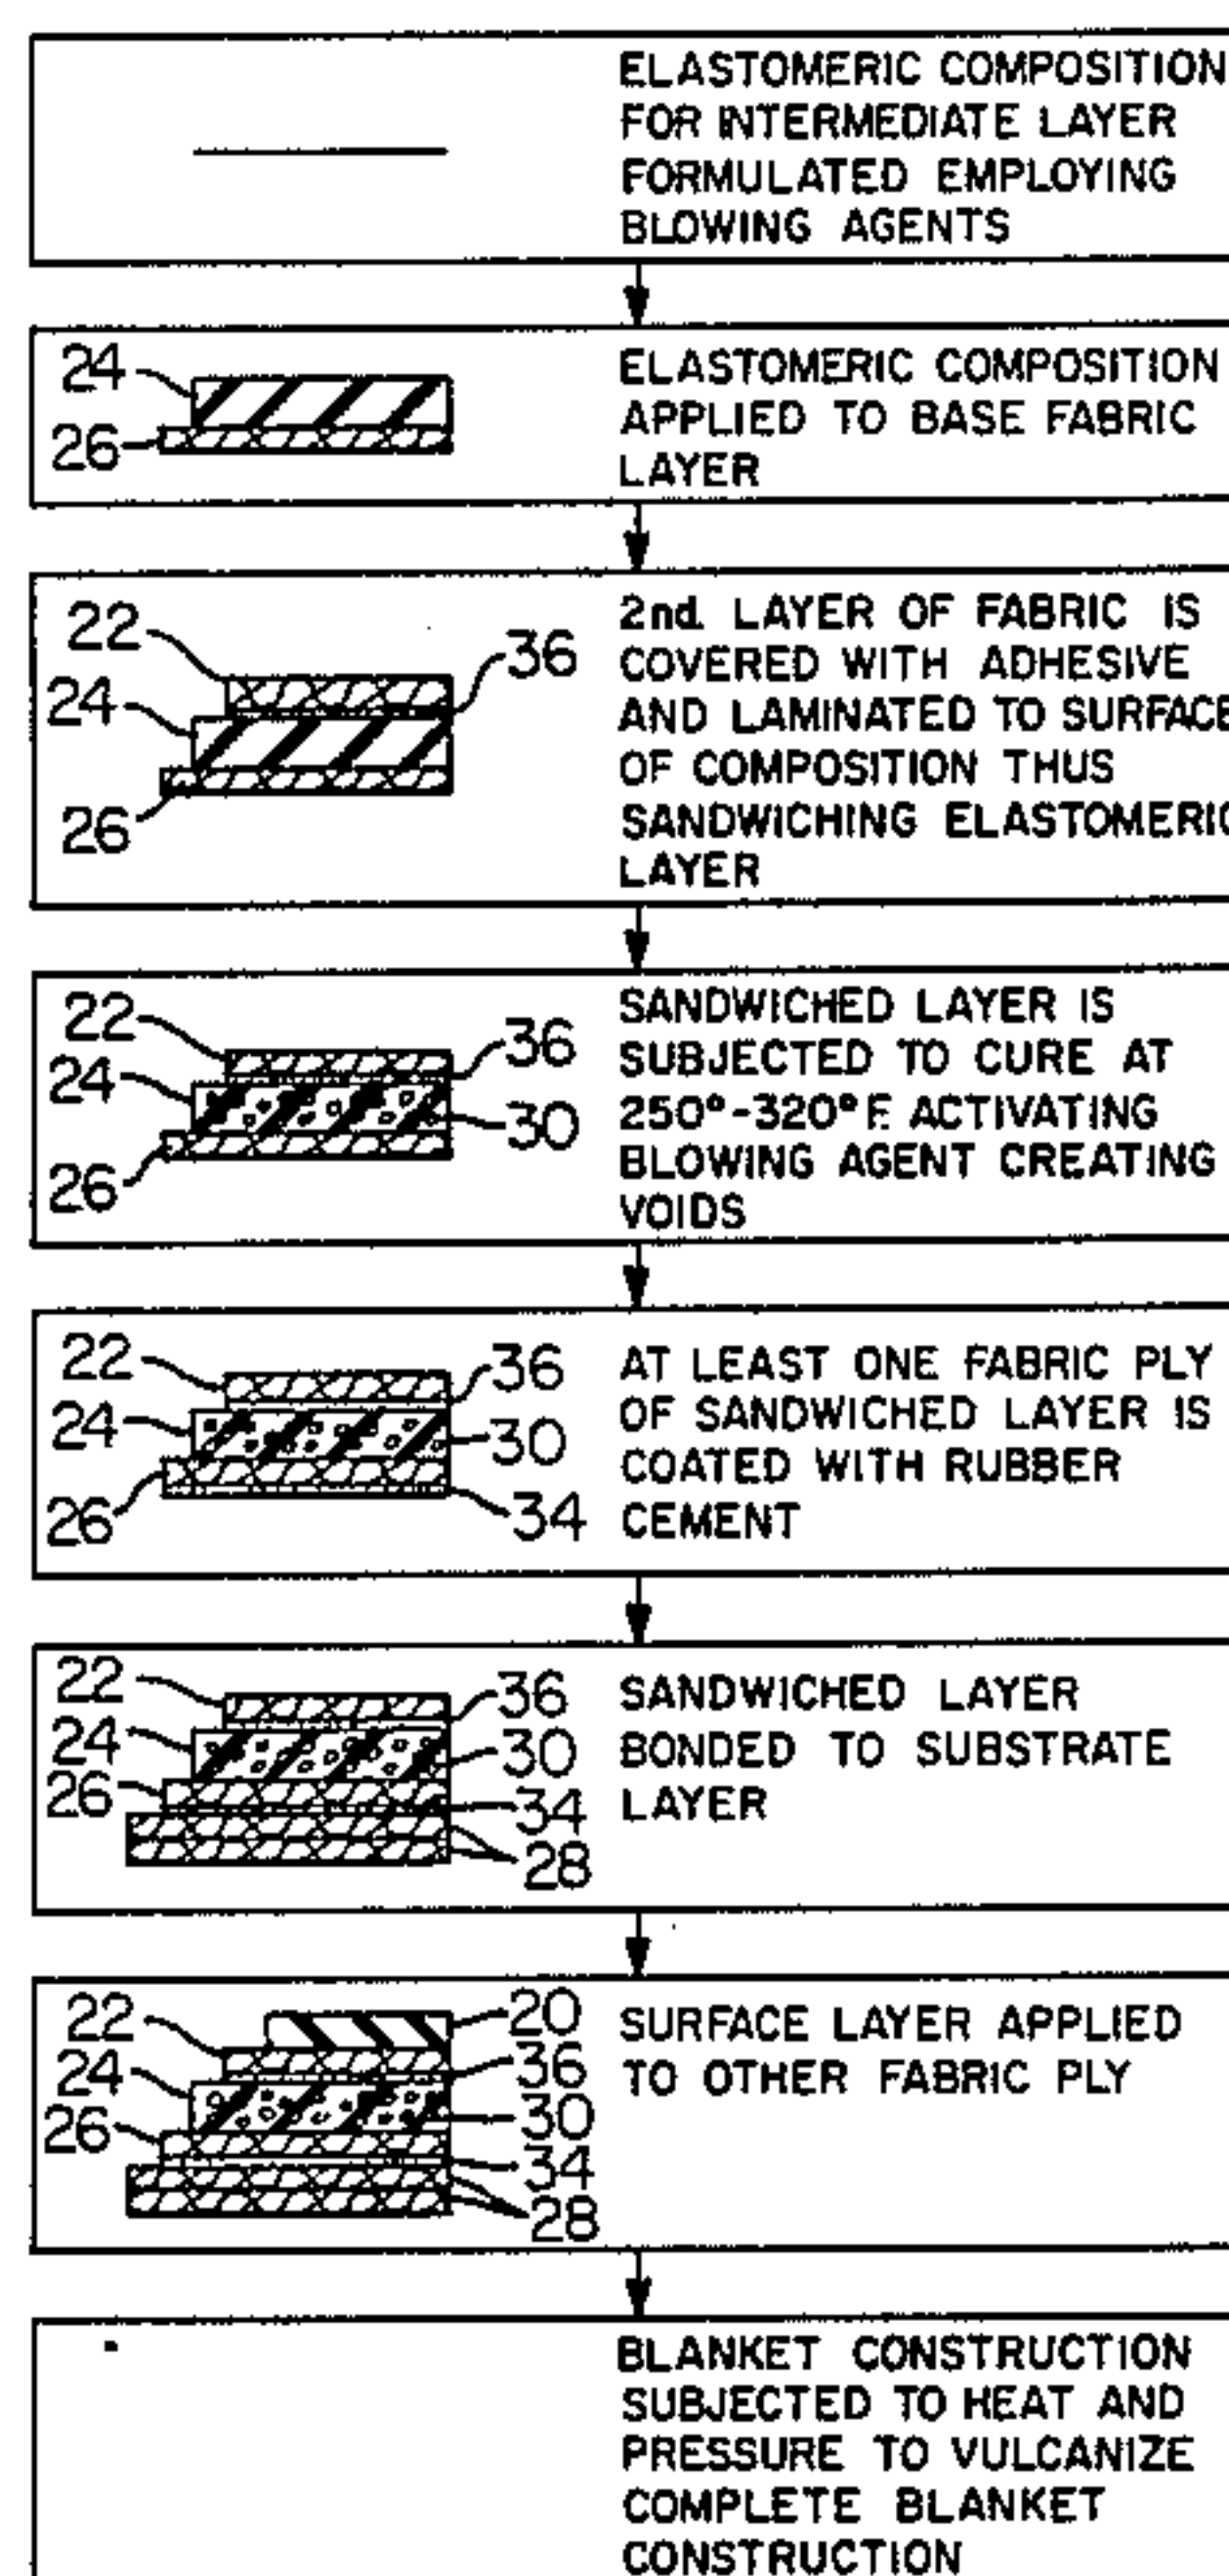 ELASTOMERIC COMPOSITION
FOR INTERMEDIATE LAYER
FORMULATED EMPLOYING
BLOWING AGENTS
24
26
ELASTOMERIC COMPOSITION
APPLIED TO BASE FABRIC
LAYER
22
24
26
36
2nd. LAYER OF FABRIC IS
COVERED WITH ADHESIVE
AND LAMINATED TO SURFACE
OF COMPOSITION THUS
SANDWICHING ELASTOMERIC
LAYER
22
24
26
36
30
SANDWICHED LAYER IS
SUBJECTED TO CURE AT
250°-320°F. ACTIVATING
BLOWING AGENT CREATING
VOIDS
22
24
26
36
30
34
AT LEAST ONE FABRIC PLY
OF SANDWICHED LAYER IS
COATED WITH RUBBER
CEMENT
22
24
26
36
30
34
28
SANDWICHED LAYER
BONDED TO SUBSTRATE
LAYER
22
24
26
20
36
30
34
28
SURFACE LAYER APPLIED
TO OTHER FABRIC PLY
BLANKET CONSTRUCTION
SUBJECTED TO HEAT AND
PRESSURE TO VULCANIZE
COMPLETE BLANKET
CONSTRUCTION